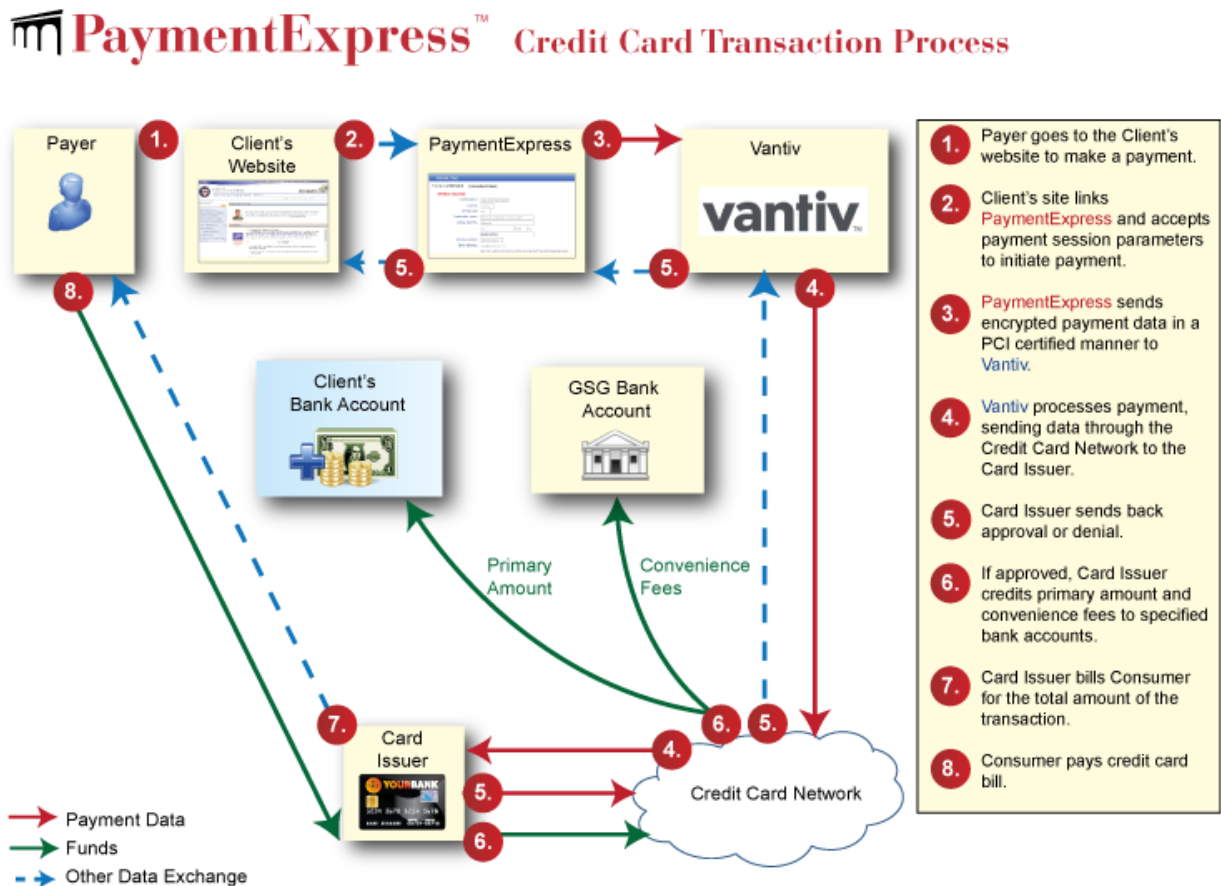 PaymentExpress™ Credit Card Transaction Process
Payer
1.
Client's
Website
2.
PaymentExpress
3.
Vantiv
vantiv
5.
5.
4.
8.
Client's
Bank Account
GSG Bank
Account
Primary
Amount
Convenience
Fees
7.
6.
5.
Card
Issuer
YOURBANK
4.
5.
6.
Credit Card Network
Payment Data
Funds
Other Data Exchange
1.
Payer goes to the Client's
website to make a payment.
2.
Client's site links
PaymentExpress and accepts
payment session parameters
to initiate payment.
3.
PaymentExpress sends
encrypted payment data in a
PCI certified manner to
Vantiv.
4.
Vantiv processes payment,
sending data through the
Credit Card Network to the
Card Issuer.
5.
Card Issuer sends back
approval or denial.
6.
If approved, Card Issuer
credits primary amount and
convenience fees to specified
bank accounts.
7.
Card Issuer bills Consumer
for the total amount of the
transaction.
8.
Consumer pays credit card
bill.